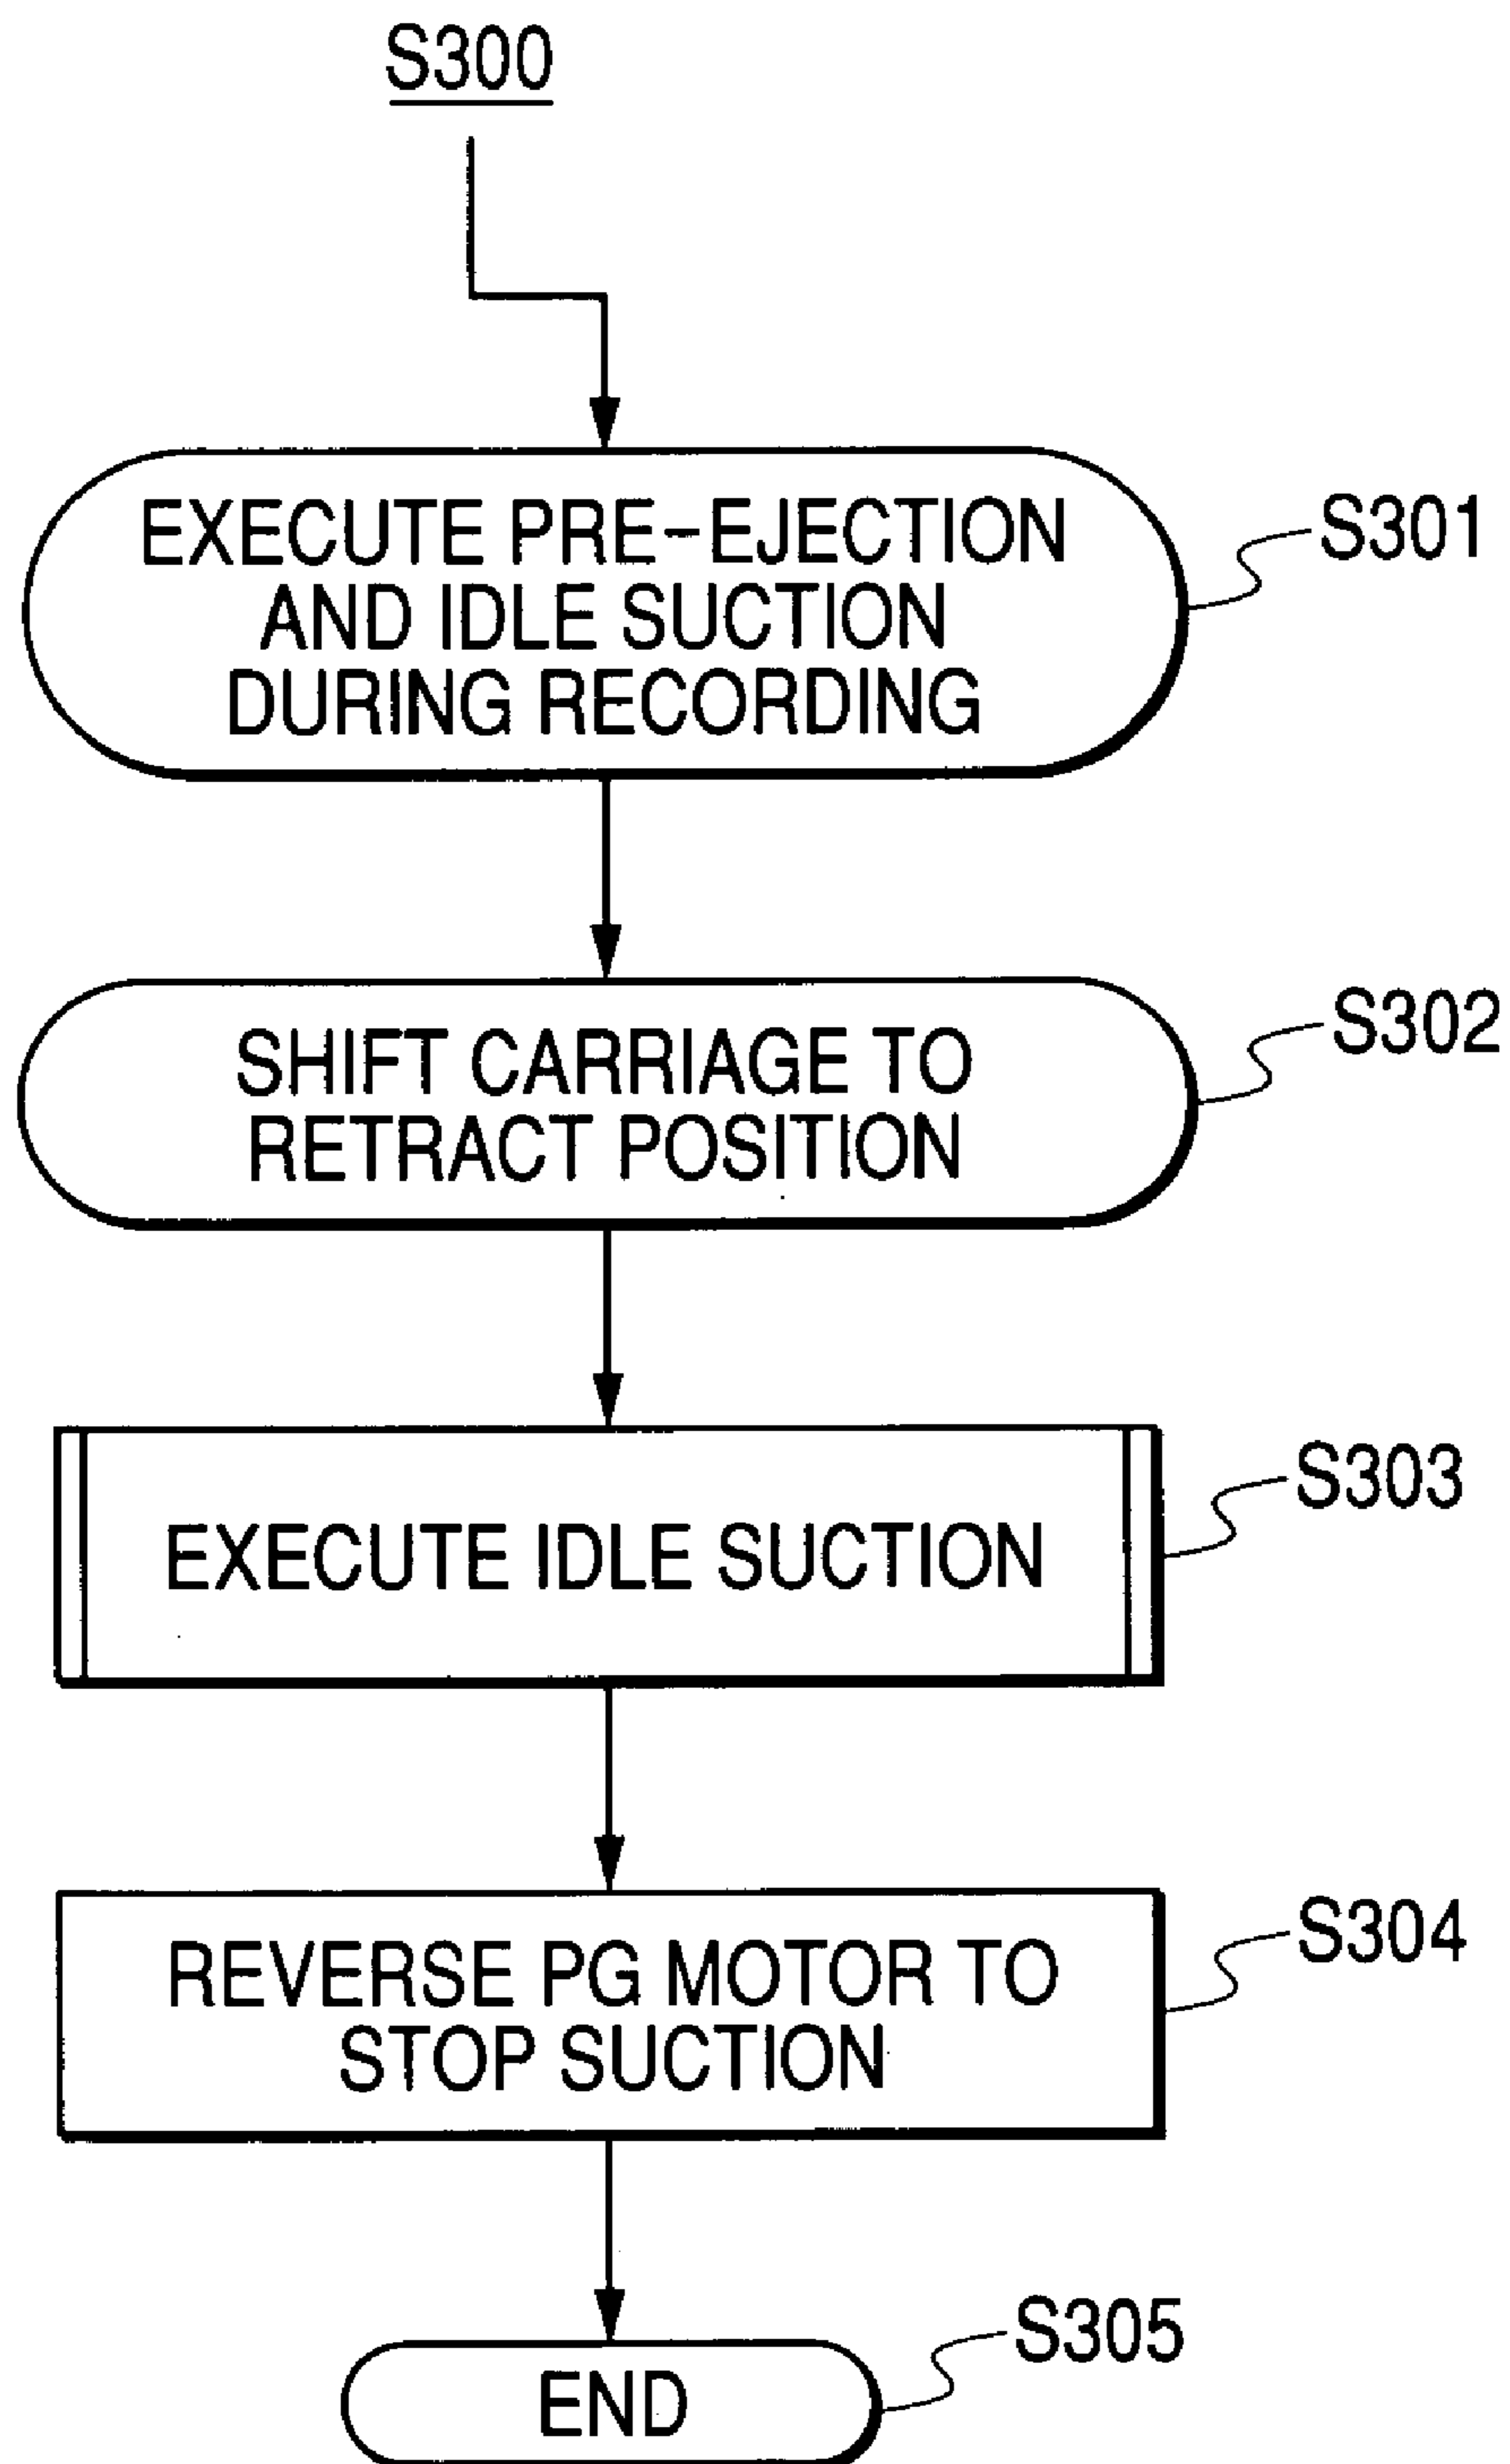 S300
EXECUTE PRE-EJECTION
AND IDLE SUCTION
DURING RECORDING
S301
SHIFT CARRIAGE TO
RETRACT POSITION
S302
EXECUTE IDLE SUCTION
S303
REVERSE PG MOTOR TO
STOP SUCTION
S304
END
S305